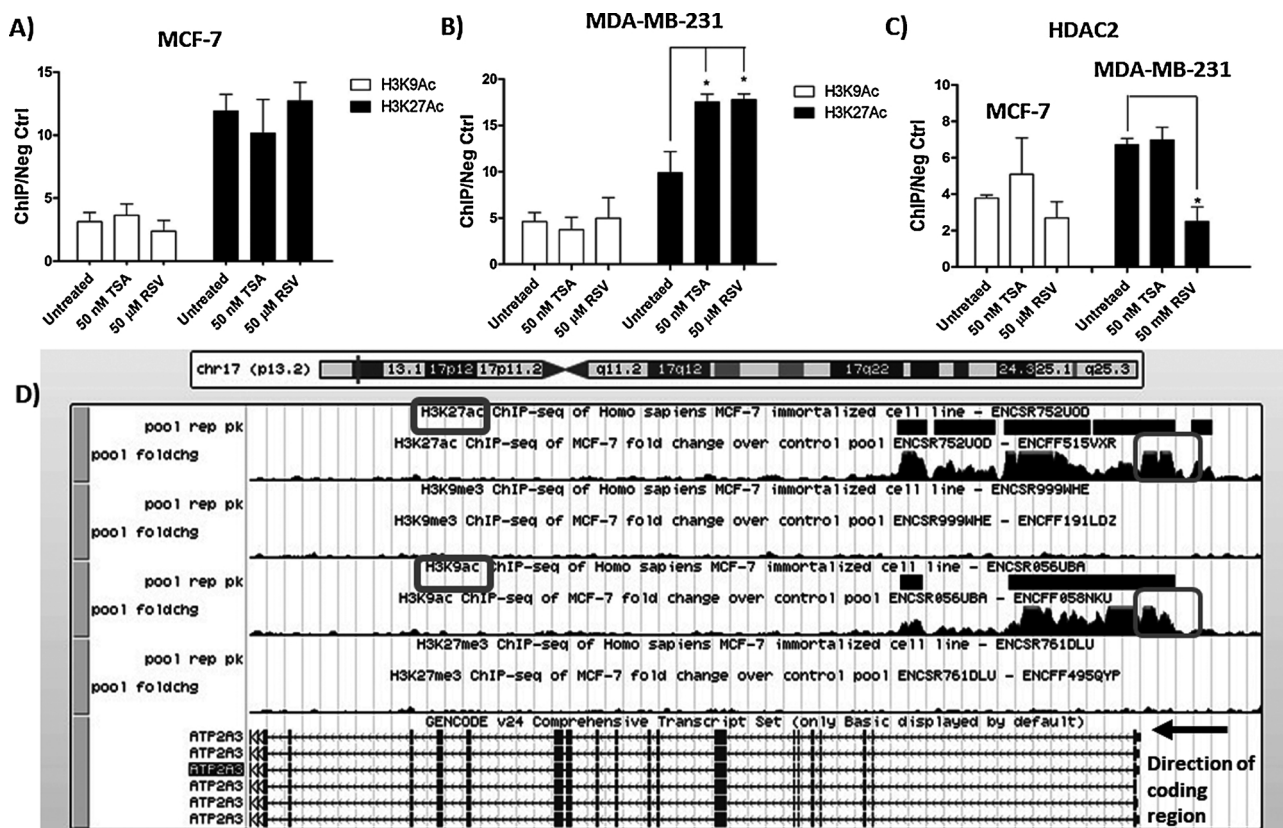 A)
MCF-7
15
10
5
0
ChIP/Neg Ctrl
H3K9Ac
H3K27Ac
Untreated
50 nM TSA
50 µM RSV
Untreated
50 nM TSA
50 µM RSV
B)
MDA-MB-231
20
15
10
5
0
ChIP/Neg Ctrl
* *
H3K9Ac
H3K27Ac
Untretaed
50 nM TSA
50 µM RSV
Untretaed
50 nM TSA
50 µM RSV
C)
HDAC2
MDA-MB-231
MCF-7
10
8
6
4
2
0
ChIP/Neg Ctrl
*
Untretaed
50 nM TSA
50 µM RSV
Untretaed
50 nM TSA
50 mM RSV
D)
chr17 (p13.2) 13.1 17p12 17p11.2 q11.2 17q12 17q22 24.3 25.1 q25.3
H3K27ac ChIP-seq of Homo sapiens MCF-7 immortalized cell line - ENCSR752UOD
pool rep pk
H3K27ac ChIP-seq of MCF-7 fold change over control pool ENCSR752UOD - ENCFF515VXR
pool foldchg
H3K9me3 ChIP-seq of Homo sapiens MCF-7 immortalized cell line - ENCSR999WHE
pool rep pk
H3K9me3 ChIP-seq of MCF-7 fold change over control pool ENCSR999WHE - ENCFF191LDZ
pool foldchg
H3K9ac ChIP-seq of Homo sapiens MCF-7 immortalized cell line - ENCSR056UBA
pool rep pk
H3K9ac ChIP-seq of MCF-7 fold change over control pool ENCSR056UBA - ENCFF058NKU
pool foldchg
H3K27me3 ChIP-seq of Homo sapiens MCF-7 immortalized cell line - ENCSR761DLU
pool rep pk
H3K27me3 ChIP-seq of MCF-7 fold change over control pool ENCSR761DLU - ENCFF495QYP
pool foldchg
GENCODE v24 Comprehensive Transcript Set (only Basic displayed by default)
ATP2A3
ATP2A3
ATP2A3
ATP2A3
ATP2A3
ATP2A3
Direction of
coding
region